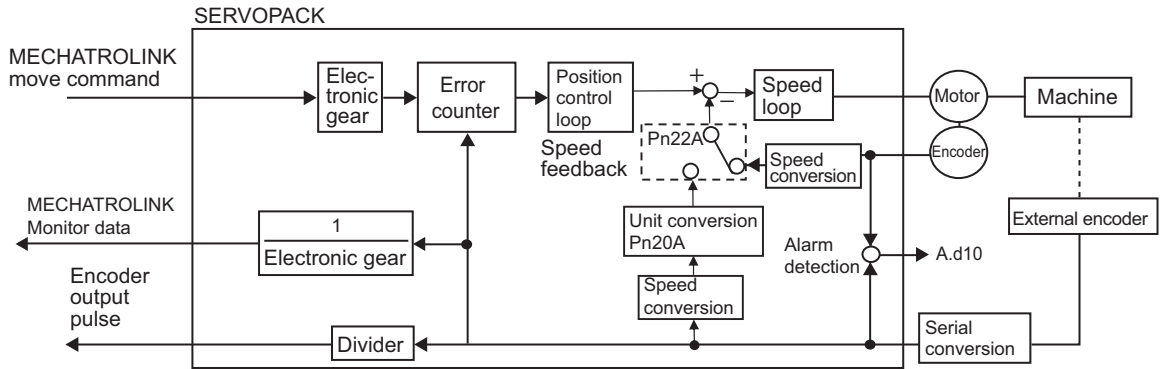 SERVOPACK
MECHATROLINK
move command
Elec-
tronic
gear
Error
counter
Position
control
loop
+
−
Speed
loop
Motor
Machine
Speed
feedback
Pn22A
Speed
conversion
Encoder
MECHATROLINK
Monitor data
1
Electronic gear
Unit conversion
Pn20A
Alarm
detection
A.d10
External encoder
Encoder
output
pulse
Speed
conversion
Divider
Serial
conversion